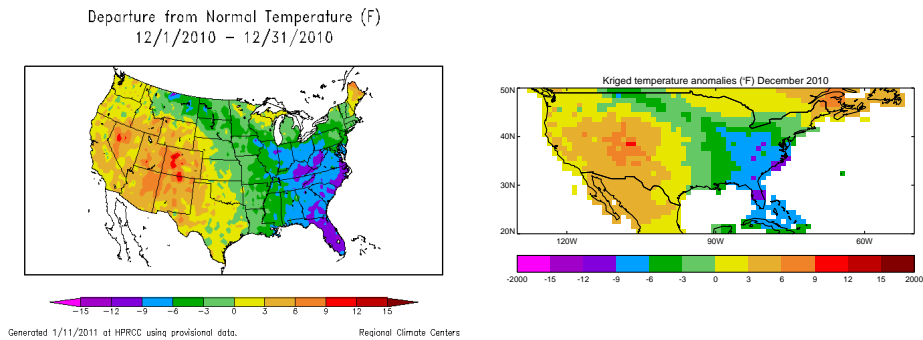 Departure from Normal Temperature (F)
12/1/2010 – 12/31/2010
-15 -12 -9 -6 -3 0 3 6 9 12 15
Generated 1/11/2011 at HPRCC using provisional data.
Regional Climate Centers
Kriged temperature anomalies (°F) December 2010
50N
40N
30N
20N
120W 90W 60W
-2000 -15 -12 -9 -6 -3 0 3 6 9 12 15 2000